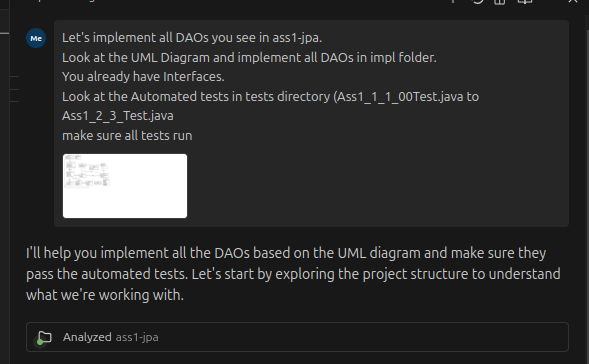 Me
Let's implement all DAOs you see in ass1-jpa.
Look at the UML Diagram and implement all DAOs in impl folder.
You already have Interfaces.
Look at the Automated tests in tests directory (Ass1_1_1_00Test.java to
Ass1_2_3_Test.java
make sure all tests run
I'll help you implement all the DAOs based on the UML diagram and make sure they
pass the automated tests. Let's start by exploring the project structure to understand
what we're working with.
Analyzed ass1-jpa